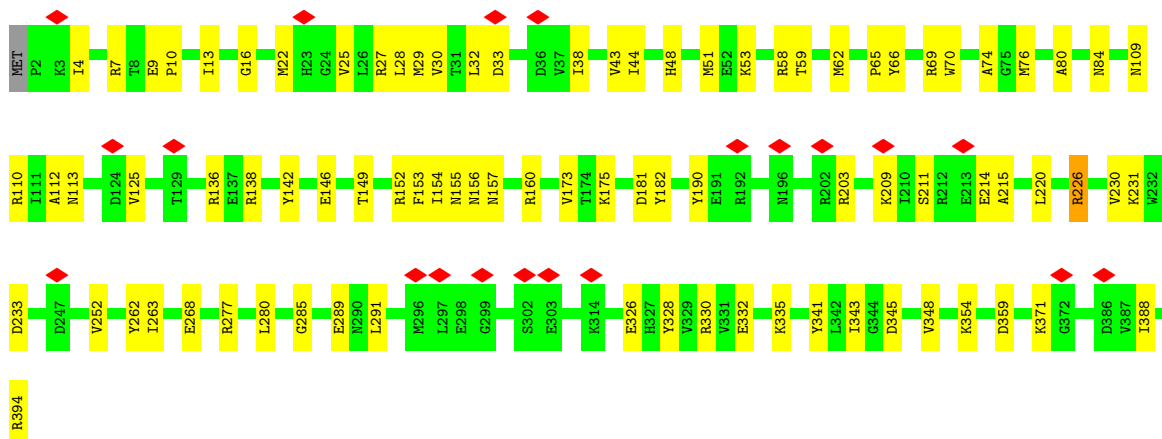 MET P2 K3 I4 R7 T8 E9 P10 I13 G16 M22 H23 G24 V25 L26 R27 L28 M29 V30 T31 L32 D33 D36 V37 I38 V43 I44 H48 M51 E52 K53 R58 T59 M62 P65 Y66 R69 W70 A74 G75 M76 A80 N84 N109
R110 I111 A112 N113 D124 V125 T129 R136 E137 R138 Y142 E146 T149 R152 F153 I154 N155 N156 N157 R160 V173 T174 K175 D181 Y182 Y190 E191 R192 N196 R202 R203 K209 I210 S211 R212 E213 E214 A215 L220 R226 V230 K231 W232
D233 D247 V252 Y262 I263 E268 R277 L280 G285 E289 N290 L291 M296 L297 E298 G299 S302 E303 K314 E326 H327 Y328 V329 R330 V331 E332 K335 Y341 L342 I343 G344 D345 V348 K354 D359 K371 G372 D386 V387 I388
R394